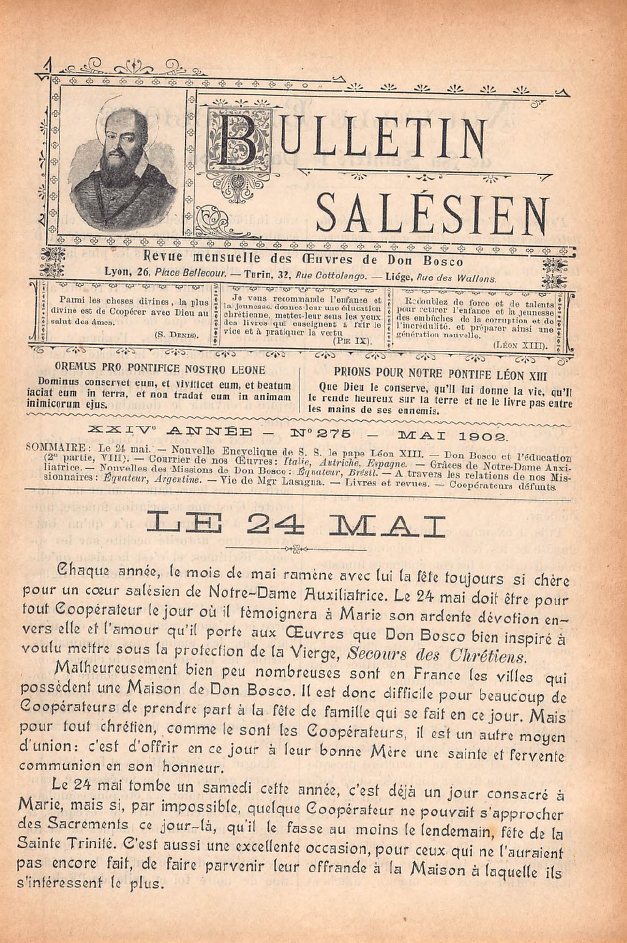 BULLETIN
SALÉSIEN
Revue mensuelle des Œuvres de Don Bosco
Lyon, 26, Place Bellecour. — Turin, 32, Rue Cottolengo. — Liége, Rue des Wallons.
Parmi les choses divines, la plus
divine est de Coopérer avec Dieu au
salut des âmes.
(S. DENIS).
Je vous recommande l'enfance et
la jeunesse, donnez-leur une éducation
chrétienne, mettez-leur sous les yeux
des livres qui enseignent à fuir le
vice et à pratiquer la vertu
(PIE IX).
Redoublez de force et de talents
pour retirer l'enfance et la jeunesse
des embûches de la corruption et de
l'incrédulité, et préparer ainsi une
génération nouvelle.
(LÉON XIII).
OREMUS PRO PONTIFICE NOSTRO LEONE
Dominus conservet eum, et vivificet eum, et beatum
faciat eum in terra, et non tradat eum in animam
inimicorum ejus.
PRIONS POUR NOTRE PONTIFE LÉON XIII
Que Dieu le conserve, qu'il lui donne la vie, qu'il
le rende heureux sur la terre et ne le livre pas entre
les mains de ses ennemis.
XXIVe ANNÉE — No 275 — MAI 1902.
SOMMAIRE: Le 24 mai. — Nouvelle Encyclique de S. S. le pape Léon XIII. — Don Bosco et l'éducation
(2e partie, VIII). — Courrier de nos Œuvres: Italie, Autriche, Espagne. — Grâces de Notre-Dame Auxi-
liatrice. — Nouvelles des Missions de Don Bosco: Équateur, Brésil. — A travers les relations de nos Mis-
sionnaires: Équateur, Argentine. — Vie de Mgr Lasagna. — Livres et revues. — Coopérateurs défunts
LE 24 MAI
Chaque année, le mois de mai ramène avec lui la fête toujours si chère
pour un cœur salésien de Notre-Dame Auxiliatrice. Le 24 mai doit être pour
tout Coopérateur le jour où il témoignera à Marie son ardente dévotion en-
vers elle et l'amour qu'il porte aux Œuvres que Don Bosco bien inspiré a
voulu mettre sous la protection de la Vierge, Secours des Chrétiens.
Malheureusement bien peu nombreuses sont en France les villes qui
possèdent une Maison de Don Bosco. Il est donc difficile pour beaucoup de
Coopérateurs de prendre part à la fête de famille qui se fait en ce jour. Mais
pour tout chrétien, comme le sont les Coopérateurs, il est un autre moyen
d'union: c'est d'offrir en ce jour à leur bonne Mère une sainte et fervente
communion en son honneur.
Le 24 mai tombe un samedi cette année, c'est déjà un jour consacré à
Marie, mais si, par impossible, quelque Coopérateur ne pouvait s'approcher
des Sacrements ce jour-là, qu'il le fasse au moins le lendemain, fête de la
Sainte Trinité. C'est aussi une excellente occasion, pour ceux qui ne l'auraient
pas encore fait, de faire parvenir leur offrande à la Maison à laquelle ils
s'intéressent le plus.